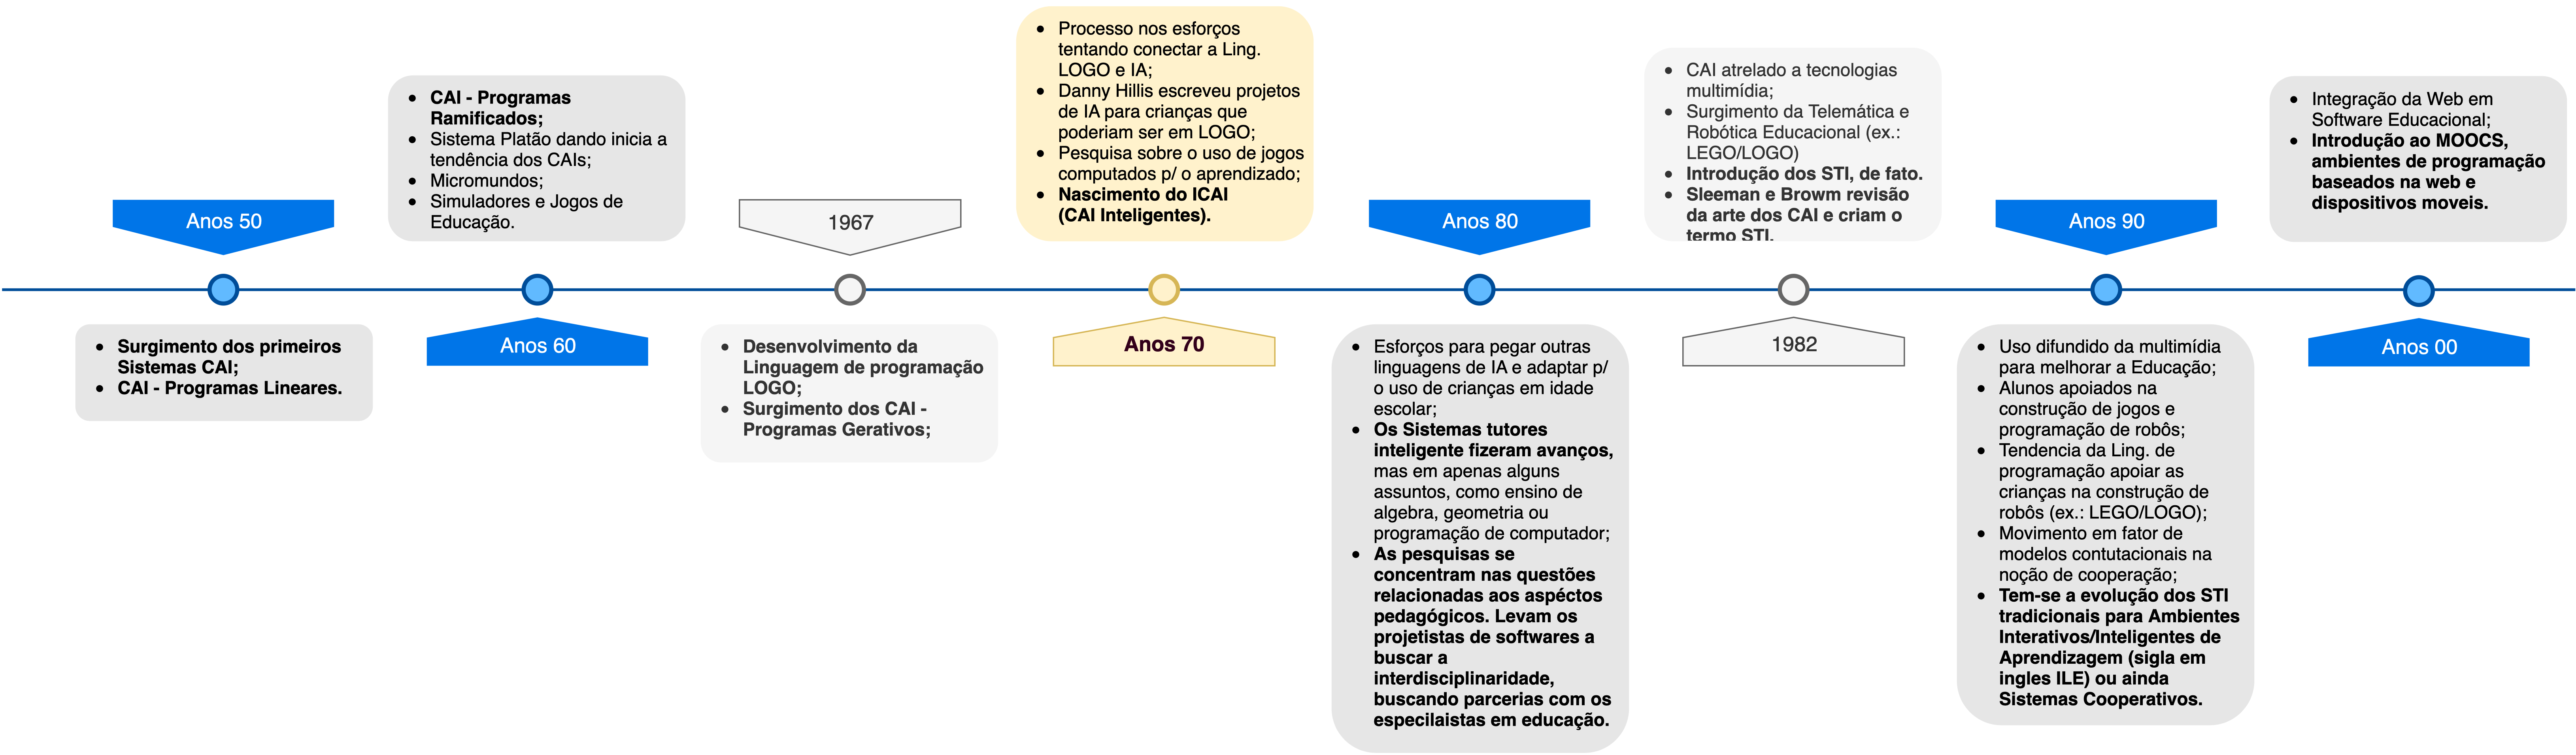 Anos 50
• Surgimento dos primeiros
Sistemas CAI;
• CAI - Programas Lineares.
• CAI - Programas
Ramificados;
• Sistema Platão dando inicia a
tendência dos CAIs;
• Micromundos;
• Simuladores e Jogos de
Educação.
Anos 60
1967
• Desenvolvimento da
Linguagem de programação
LOGO;
• Surgimento dos CAI -
Programas Gerativos;
• Processo nos esforços
tentando conectar a Ling.
LOGO e IA;
• Danny Hillis escreveu projetos
de IA para crianças que
poderiam ser em LOGO;
• Pesquisa sobre o uso de jogos
computados p/ o aprendizado;
• Nascimento do ICAI
(CAI Inteligentes).
Anos 70
Anos 80
• Esforços para pegar outras
linguagens de IA e adaptar p/
o uso de crianças em idade
escolar;
• Os Sistemas tutores
inteligente fizeram avanços,
mas em apenas alguns
assuntos, como ensino de
algebra, geometria ou
programação de computador;
• As pesquisas se
concentram nas questões
relacionadas aos aspéctos
pedagógicos. Levam os
projetistas de softwares a
buscar a
interdisciplinaridade,
buscando parcerias com os
especilaistas em educação.
• CAI atrelado a tecnologias
multimídia;
• Surgimento da Telemática e
Robótica Educacional (ex.:
LEGO/LOGO)
• Introdução dos STI, de fato.
• Sleeman e Browm revisão
da arte dos CAI e criam o
termo STI.
1982
Anos 90
• Uso difundido da multimídia
para melhorar a Educação;
• Alunos apoiados na
construção de jogos e
programação de robôs;
• Tendencia da Ling. de
programação apoiar as
crianças na construção de
robôs (ex.: LEGO/LOGO);
• Movimento em fator de
modelos contutacionais na
noção de cooperação;
• Tem-se a evolução dos STI
tradicionais para Ambientes
Interativos/Inteligentes de
Aprendizagem (sigla em
ingles ILE) ou ainda
Sistemas Cooperativos.
• Integração da Web em
Software Educacional;
• Introdução ao MOOCS,
ambientes de programação
baseados na web e
dispositivos moveis.
Anos 00